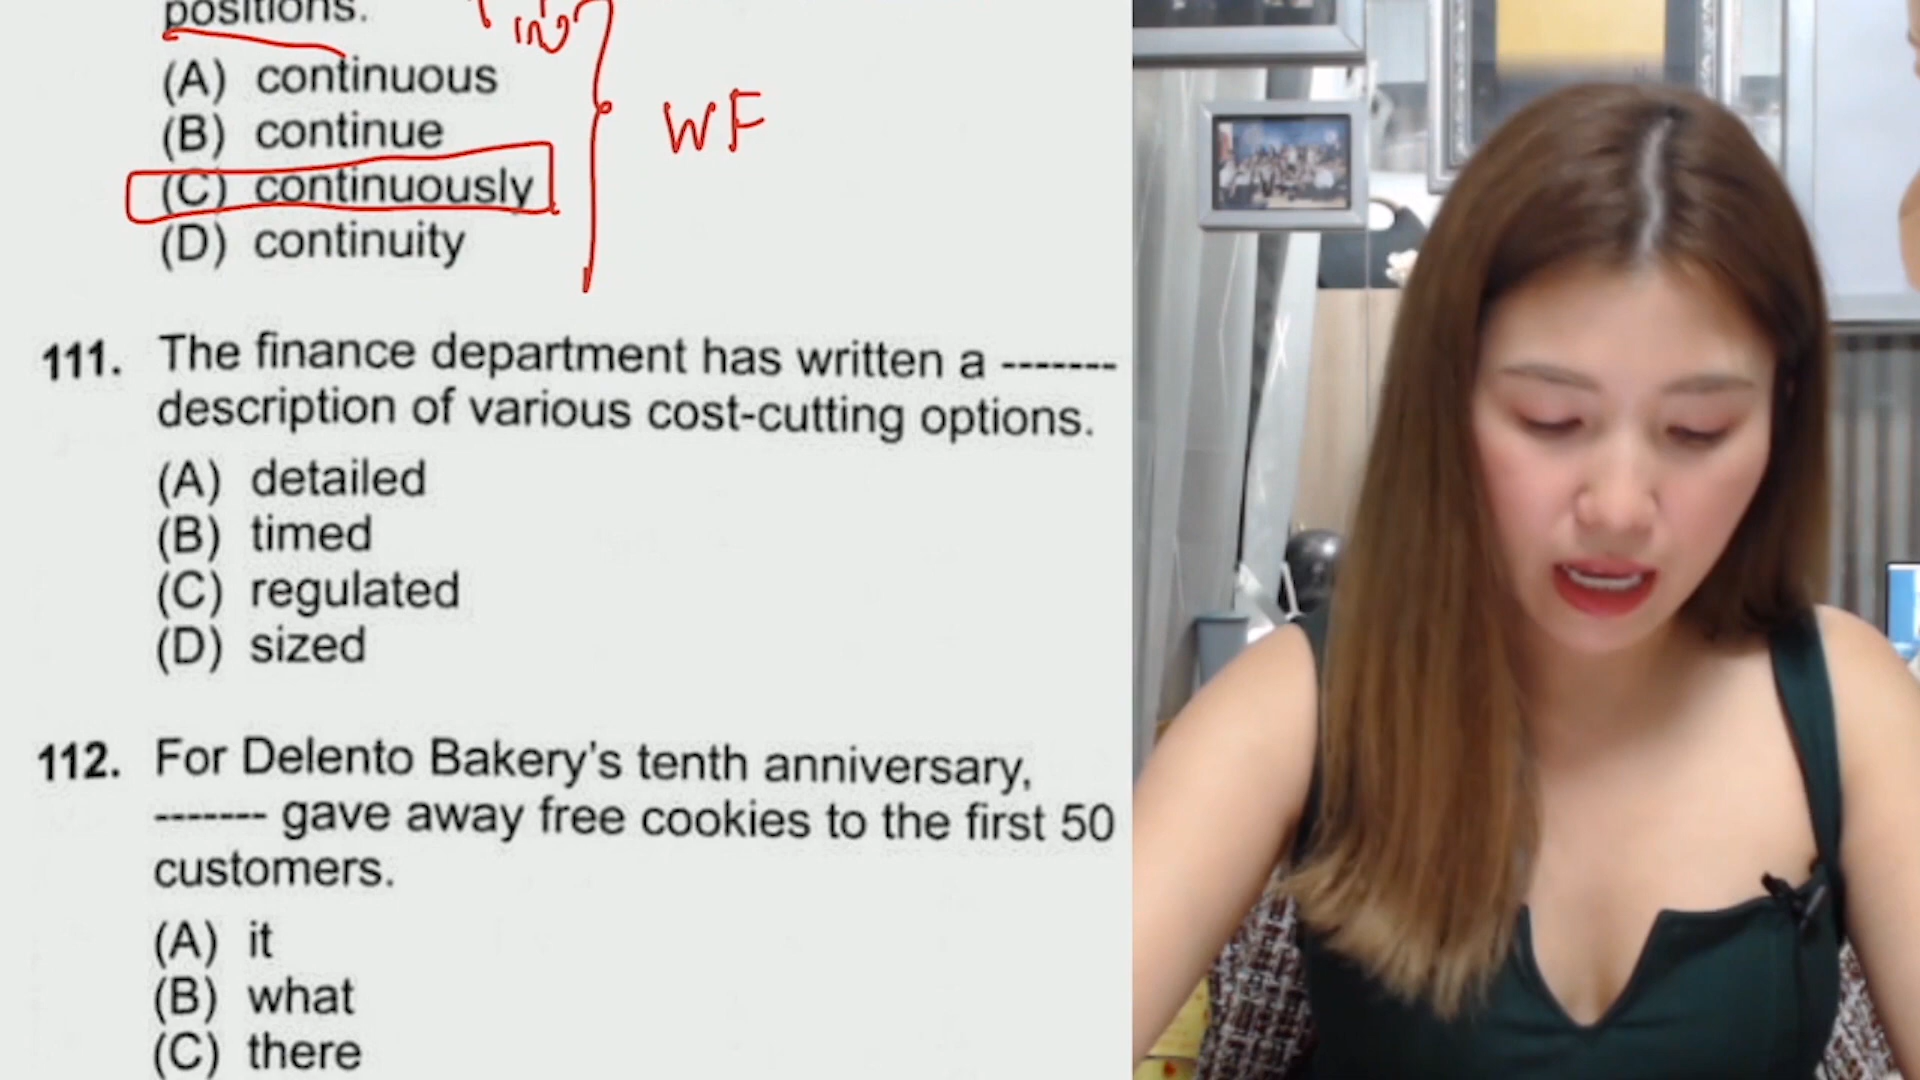 positions.
ing
(A) continuous
(B) continue
WF
(C) continuously
(D) continuity
111. The finance department has written a -------
description of various cost-cutting options.
(A) detailed
(B) timed
(C) regulated
(D) sized
112. For Delento Bakery's tenth anniversary,
------- gave away free cookies to the first 50
customers.
(A) it
(B) what
(C) there